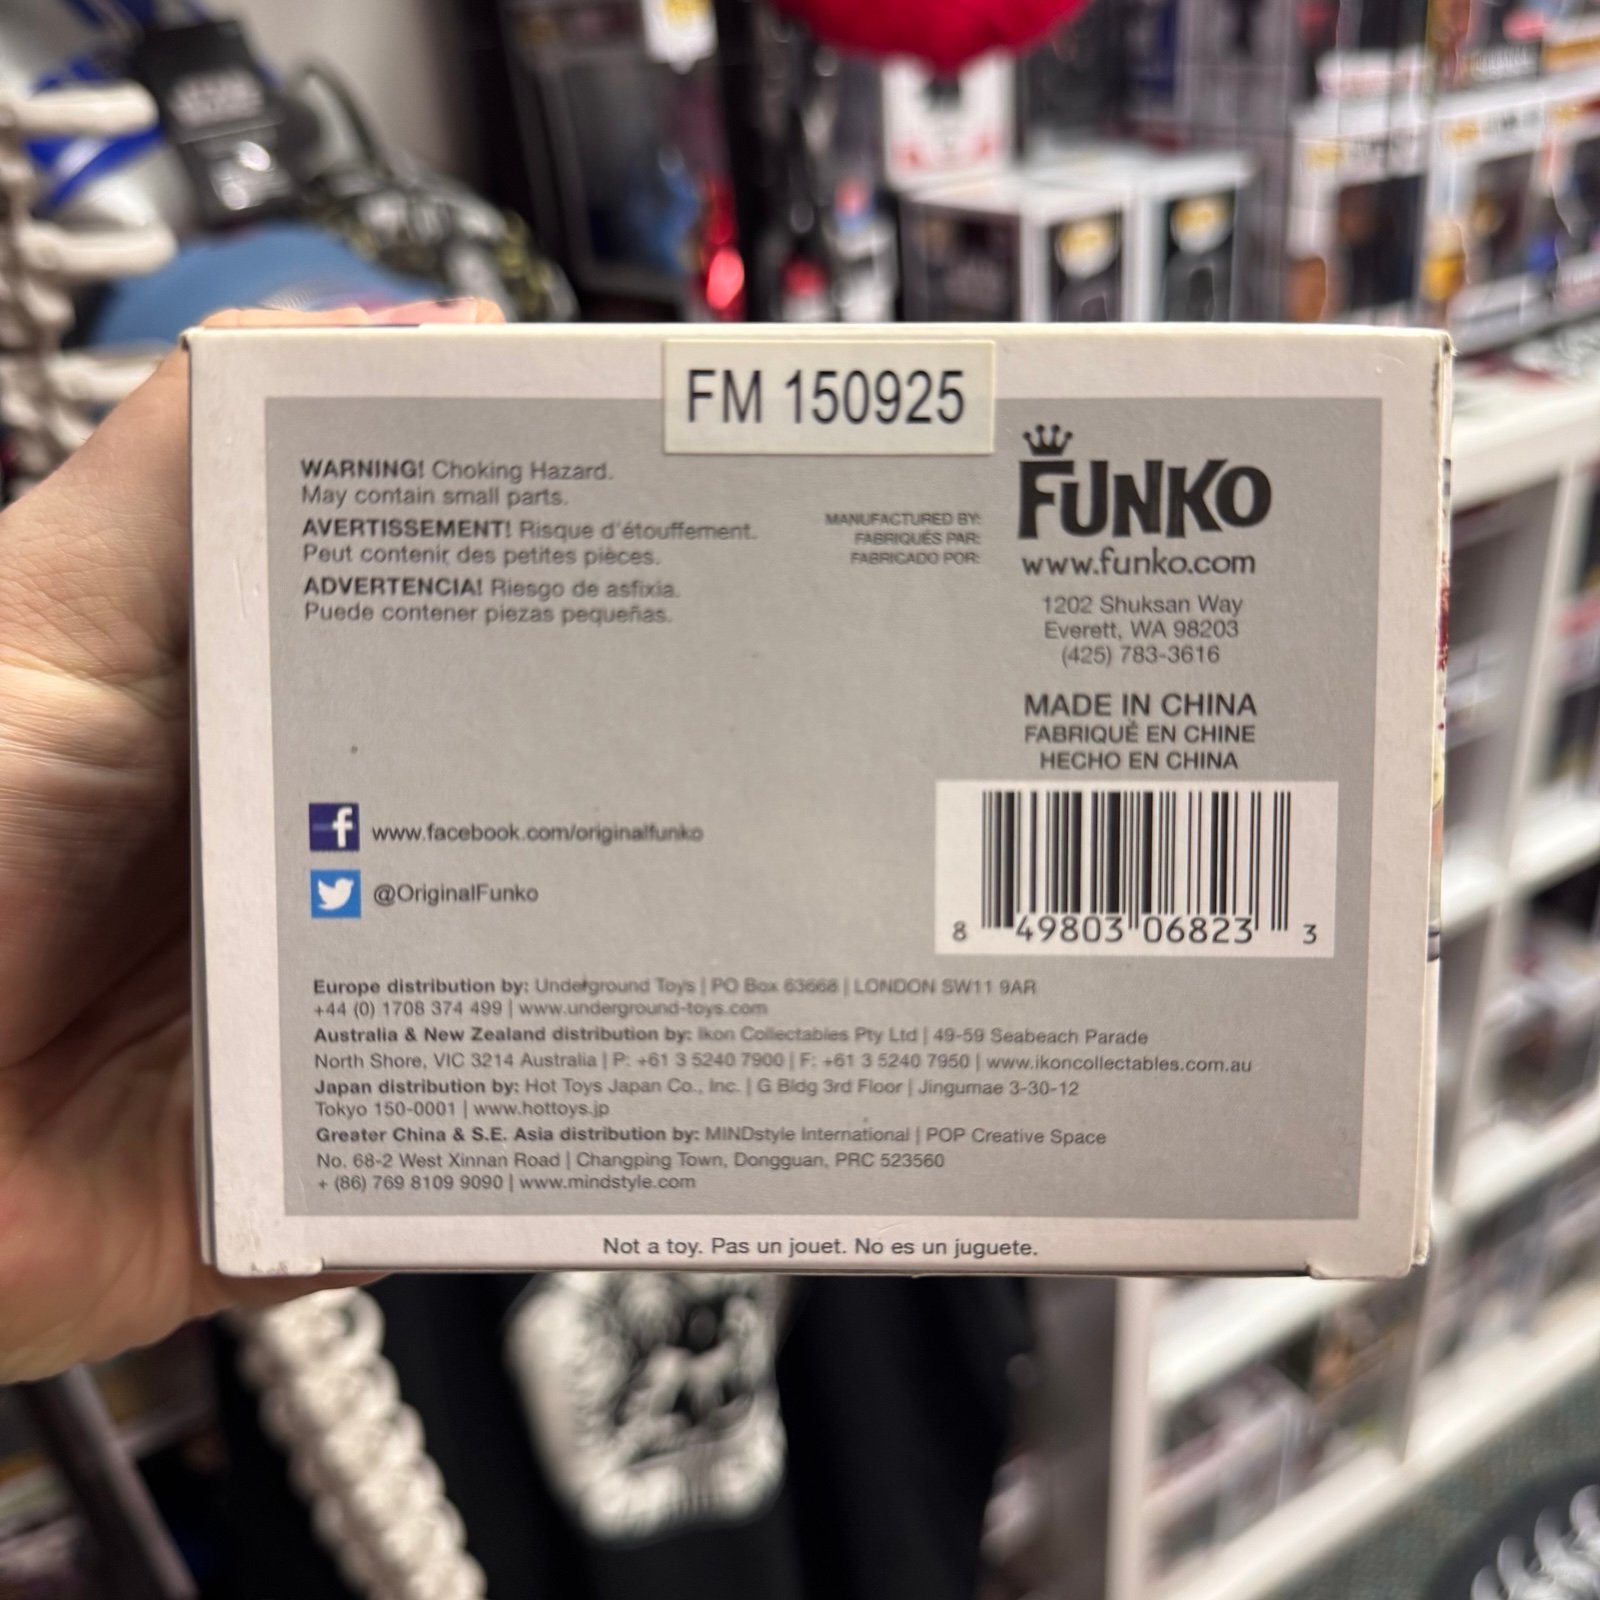 FM 150925
WARNING! Choking Hazard.
May contain small parts.
AVERTISSEMENT! Risque d'étouffement.
Peut contenir des petites pièces.
ADVERTENCIA! Riesgo de asfixia.
Puede contener piezas pequeñas.
MANUFACTURED BY:
FABRIQUÉS PAR:
FABRICADO POR:
FUNKO
www.funko.com
1202 Shuksan Way
Everett, WA 98203
(425) 783-3616
MADE IN CHINA
FABRIQUÉ EN CHINE
HECHO EN CHINA
8 49803 06823 3
www.facebook.com/originalfunko
@OriginalFunko
Europe distribution by: Underground Toys | PO Box 63668 | LONDON SW11 9AR
+44 (0) 1708 374 499 | www.underground-toys.com
Australia & New Zealand distribution by: Ikon Collectables Pty Ltd | 49-59 Seabeach Parade
North Shore, VIC 3214 Australia | P: +61 3 5240 7900 | F: +61 3 5240 7950 | www.ikoncollectables.com.au
Japan distribution by: Hot Toys Japan Co., Inc. | G Bldg 3rd Floor | Jingumae 3-30-12
Tokyo 150-0001 | www.hottoys.jp
Greater China & S.E. Asia distribution by: MINDstyle International | POP Creative Space
No. 68-2 West Xinnan Road | Changping Town, Dongguan, PRC 523560
+ (86) 769 8109 9090 | www.mindstyle.com
Not a toy. Pas un jouet. No es un juguete.